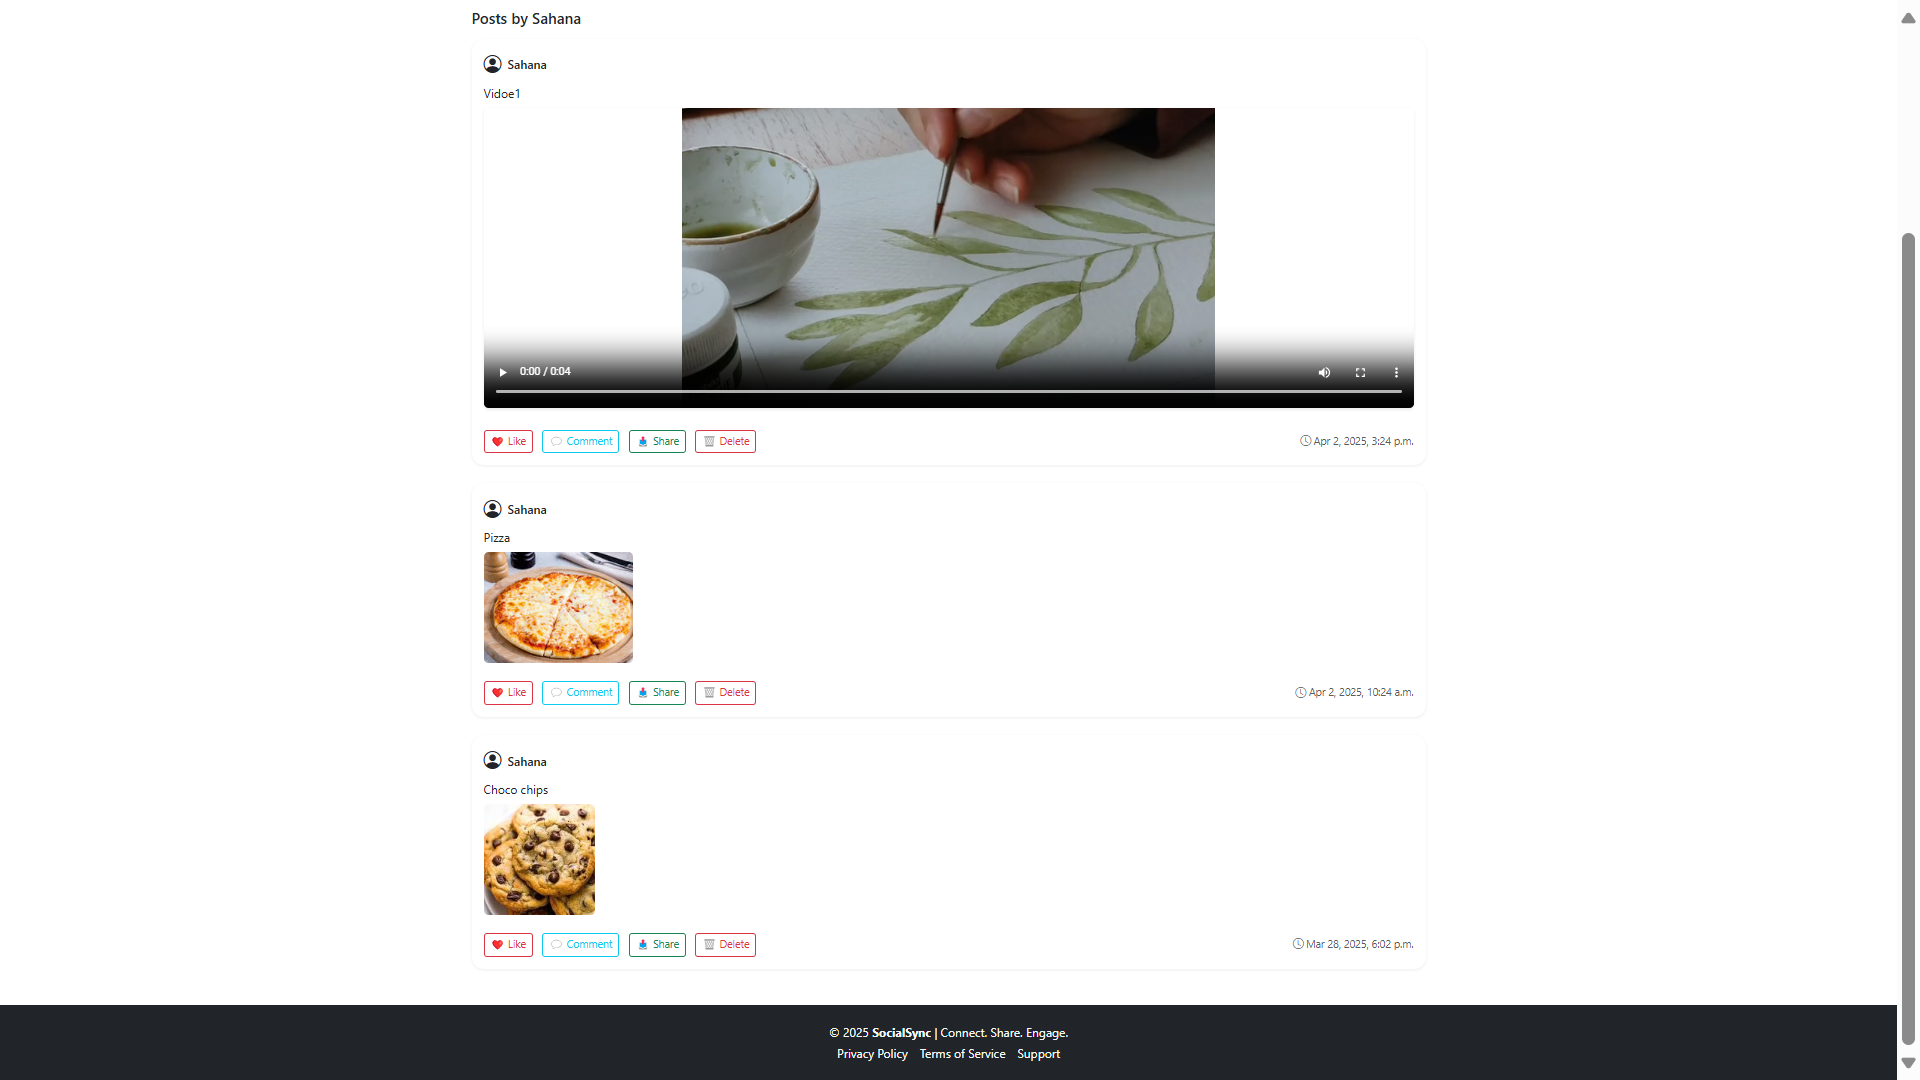 Posts by Sahana
Sahana
Vidoe1
0:00 / 0:04
Like Comment Share Delete Apr 2, 2025, 3:24 p.m.
Sahana
Pizza
Like Comment Share Delete Apr 2, 2025, 10:24 a.m.
Sahana
Choco chips
Like Comment Share Delete Mar 28, 2025, 6:02 p.m.
© 2025 SocialSync | Connect. Share. Engage.
Privacy Policy Terms of Service Support